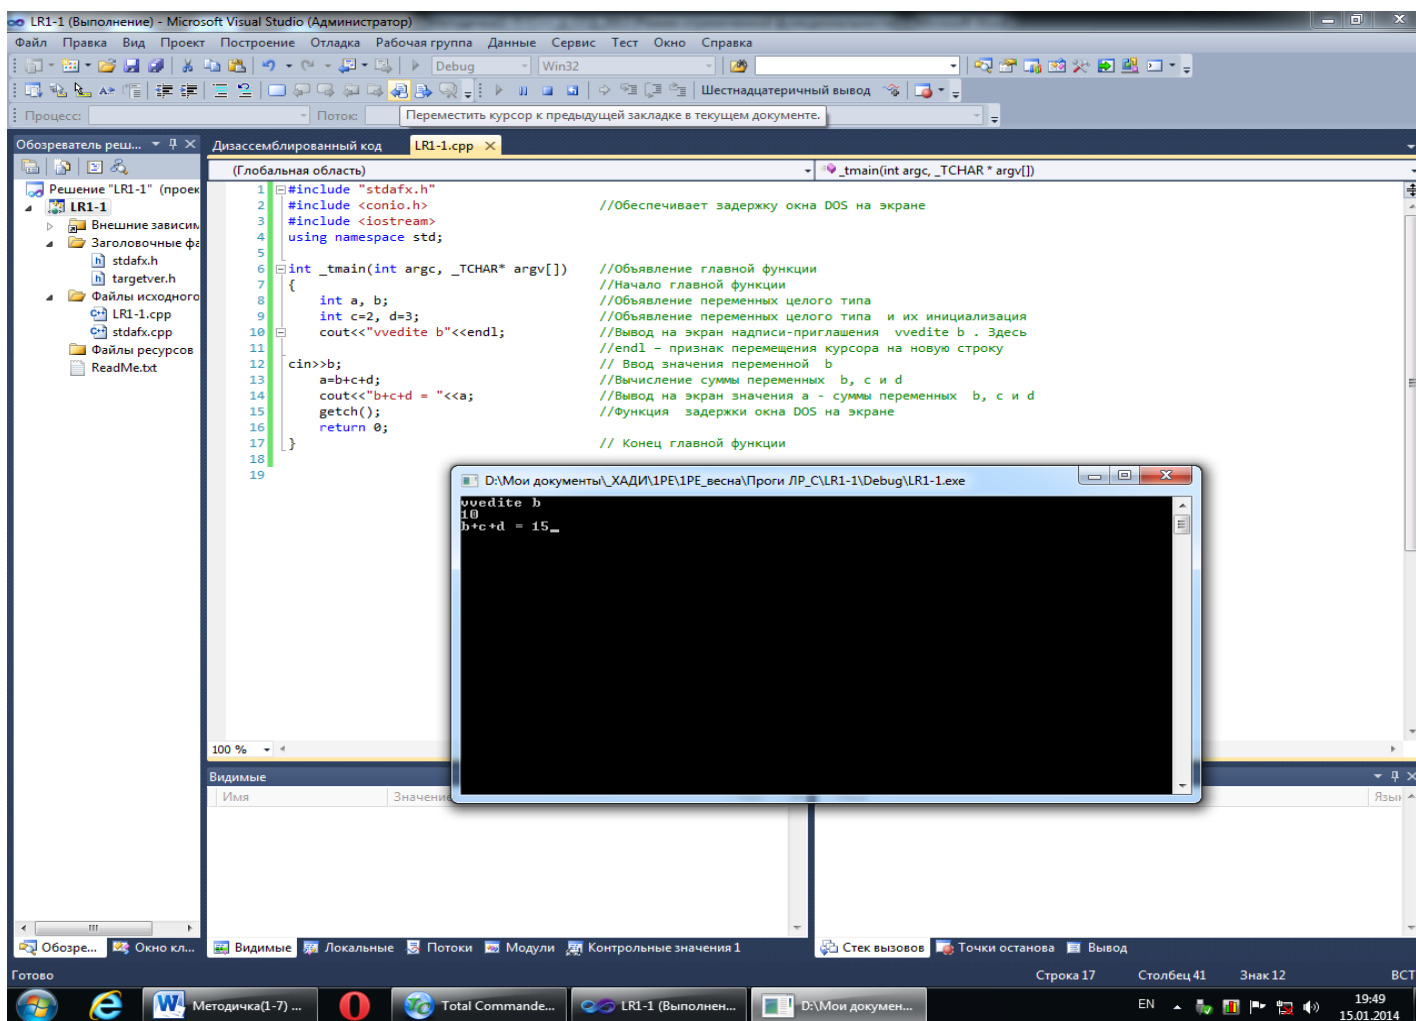 LR1-1 (Выполнение) - Microsoft Visual Studio (Администратор)
Файл Правка Вид Проект Построение Отладка Рабочая группа Данные Сервис Тест Окно Справка
Debug Win32
Шестнадцатеричный вывод
Процесс: Поток:
Переместить курсор к предыдущей закладке в текущем документе.
Обозреватель реш...
Решение "LR1-1" (проек
LR1-1
Внешние зависим
Заголовочные фа
stdafx.h
targetver.h
Файлы исходного
LR1-1.cpp
stdafx.cpp
Файлы ресурсов
ReadMe.txt
Обозре... Окно кл...
Дизассемблированный код LR1-1.cpp
(Глобальная область) _tmain(int argc, _TCHAR * argv[])
1 #include "stdafx.h"
2 #include <conio.h> //Обеспечивает задержку окна DOS на экране
3 #include <iostream>
4 using namespace std;
5
6 int _tmain(int argc, _TCHAR* argv[]) //Объявление главной функции
7 { //Начало главной функции
8 int a, b; //Объявление переменных целого типа
9 int c=2, d=3; //Объявление переменных целого типа и их инициализация
10 cout<<"vvedite b"<<endl; //Вывод на экран надписи-приглашения vvedite b . Здесь
11 //endl – признак перемещения курсора на новую строку
12 cin>>b; // Ввод значения переменной b
13 a=b+c+d; //Вычисление суммы переменных b, c и d
14 cout<<"b+c+d = "<<a; //Вывод на экран значения a - суммы переменных b, c и d
15 getch(); //Функция задержки окна DOS на экране
16 return 0;
17 } // Конец главной функции
18
19
D:\Мои документы\_ХАДИ\1РЕ\1РЕ_весна\Проги ЛР_С\LR1-1\Debug\LR1-1.exe
vvedite b
10
b+c+d = 15_
100 %
Видимые
Имя Значение
Язык
Видимые Локальные Потоки Модули Контрольные значения 1
Стек вызовов Точки останова Вывод
Готово Строка 17 Столбец 41 Знак 12 ВСТ
Методичка(1-7) ... Total Commande... LR1-1 (Выполнен... D:\Мои докумен... EN 19:49
15.01.2014